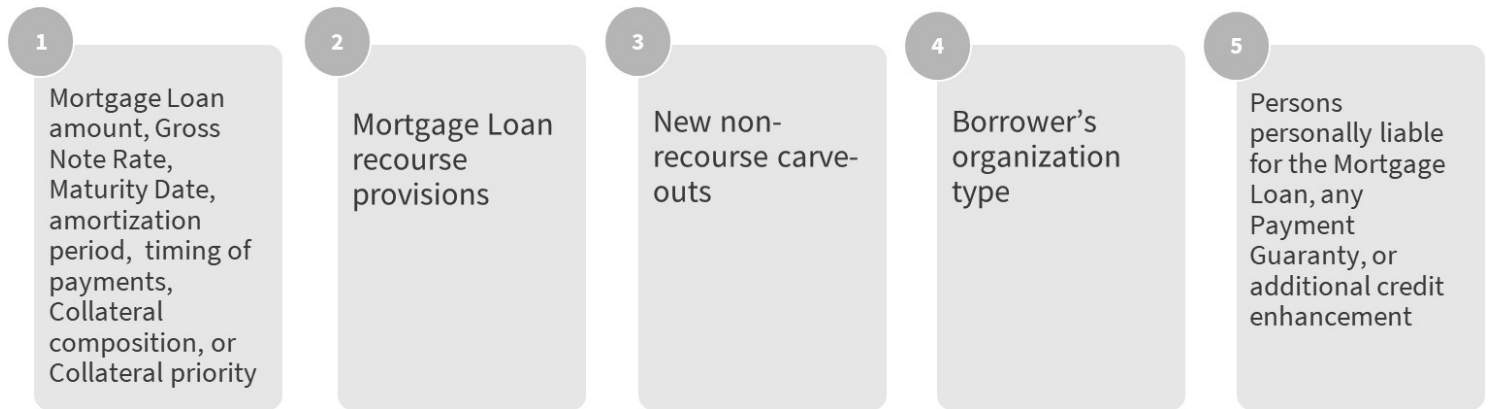 1
Mortgage Loan
amount, Gross
Note Rate,
Maturity Date,
amortization
period,  timing of
payments,
Collateral
composition, or
Collateral priority
2
Mortgage Loan
recourse
provisions
3
New non-
recourse carve-
outs
4
Borrower’s
organization
type
5
Persons
personally liable
for the Mortgage
Loan, any
Payment
Guaranty, or
additional credit
enhancement